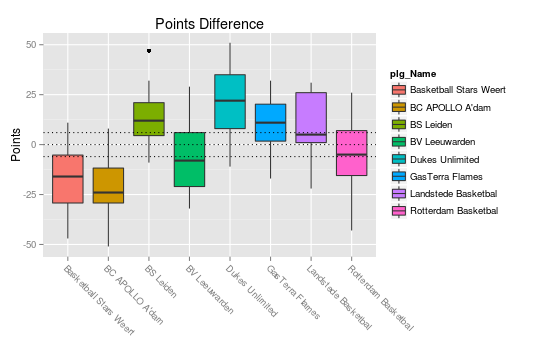 Points Difference
Points
50
25
0
-25
-50
Basketball Stars Weert
BC APOLLO A'dam
BS Leiden
BV Leeuwarden
Dukes Unlimited
GasTerra Flames
Landstede Basketbal
Rotterdam Basketbal
plg_Name
Basketball Stars Weert
BC APOLLO A'dam
BS Leiden
BV Leeuwarden
Dukes Unlimited
GasTerra Flames
Landstede Basketbal
Rotterdam Basketbal